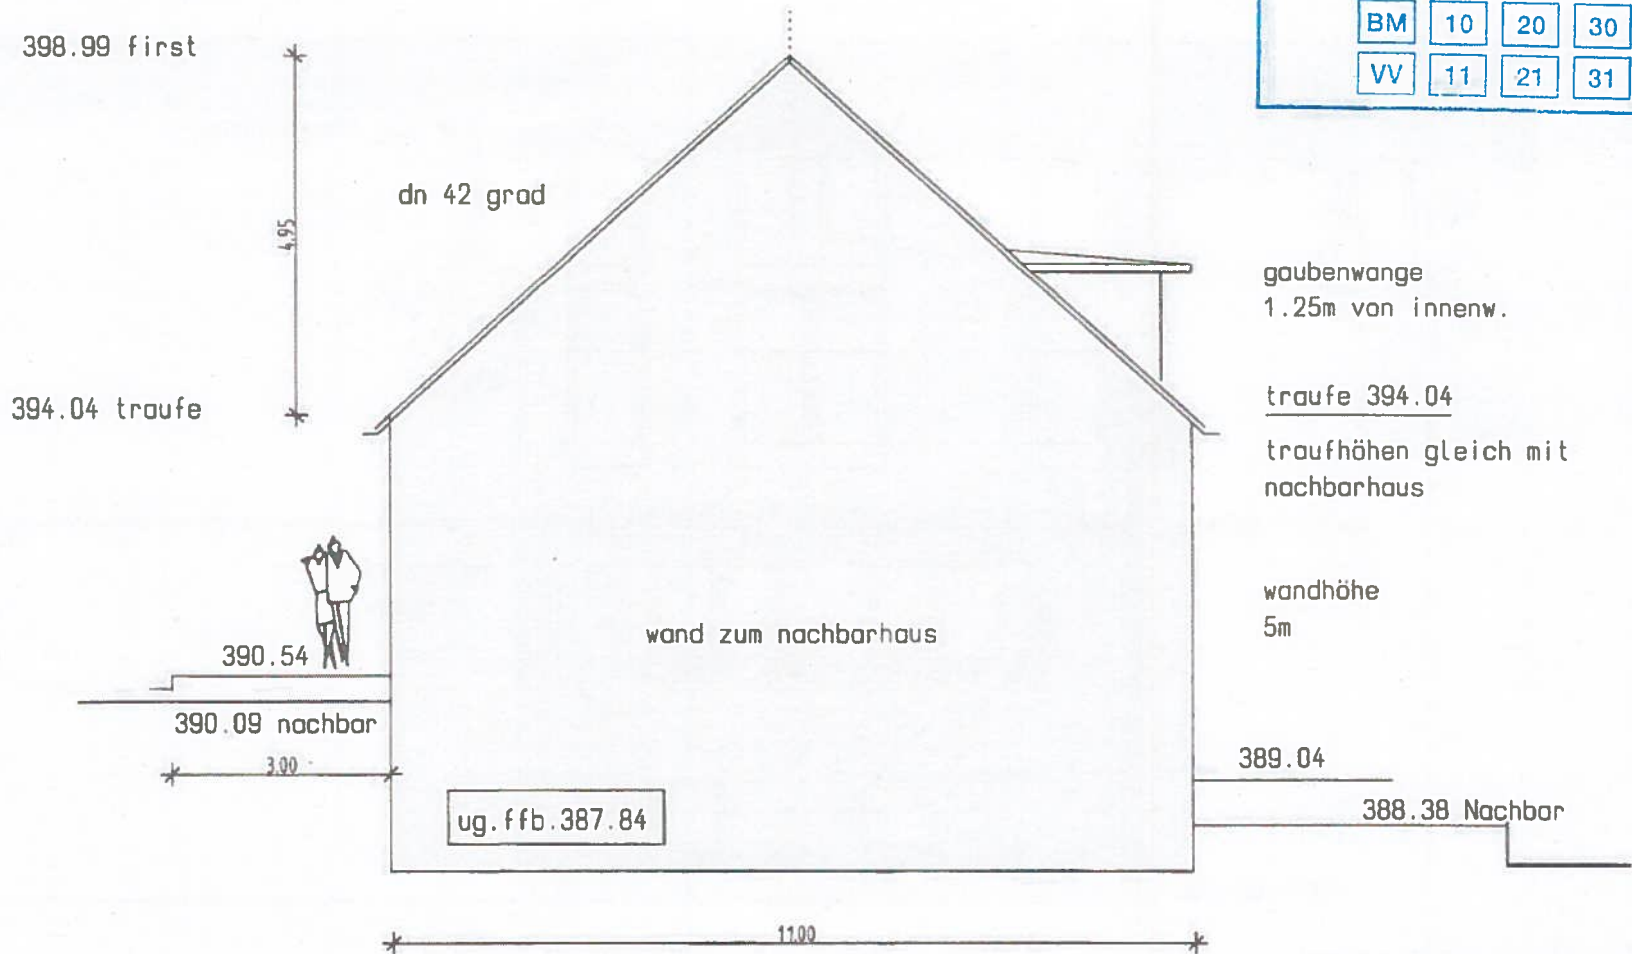 398.99 first
BM 10 20 30
VV 11 21 31
dn 42 grad
4.95
gaubenwange
1.25m von innenw.
394.04 traufe
traufe 394.04
traufhöhen gleich mit
nachbarhaus
wandhöhe
5m
wand zum nachbarhaus
390.54
390.09 nachbar
3.00
389.04
388.38 Nachbar
ug.ffb.387.84
11.00